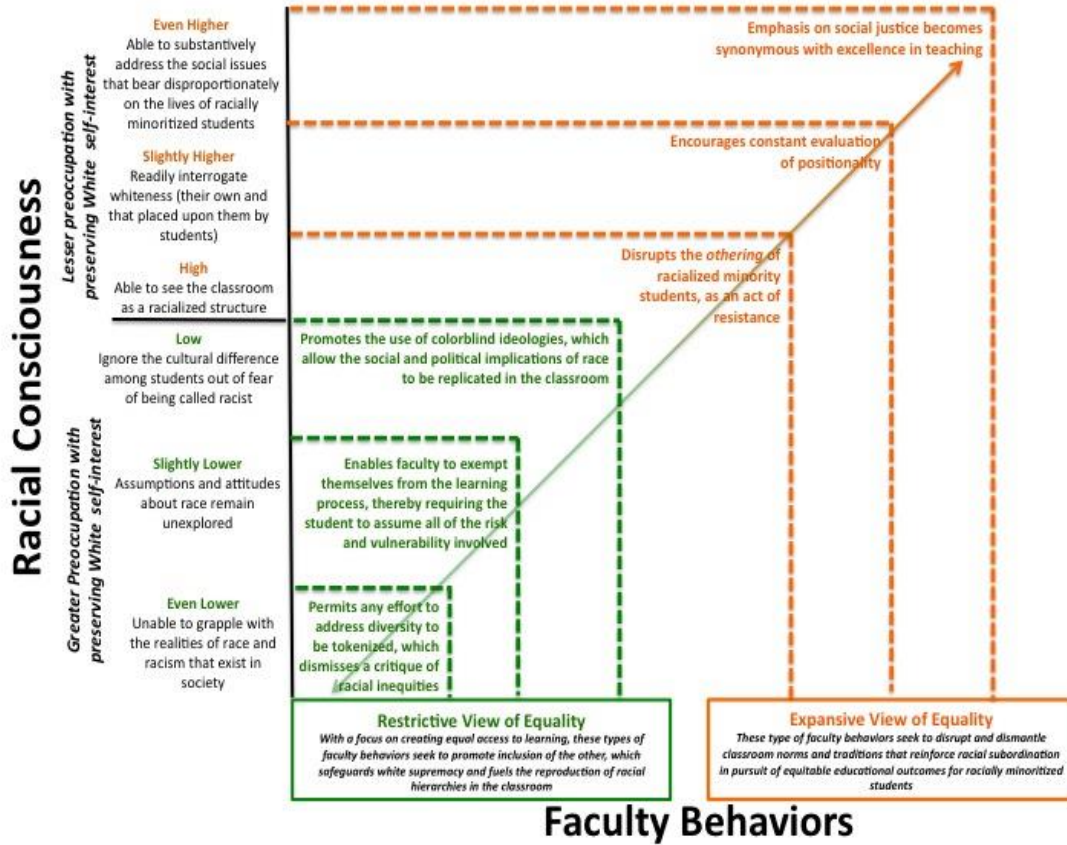 Racial Consciousness
Lesser preoccupation with
preserving White self-interest
Even Higher
Able to substantively
address the social issues
that bear disproportionately
on the lives of racially
minoritized students
Slightly Higher
Readily interrogate
whiteness (their own and
that placed upon them by
students)
High
Able to see the classroom
as a racialized structure
Greater Preoccupation with
preserving White self-interest
Low
Ignore the cultural difference
among students out of fear
of being called racist
Slightly Lower
Assumptions and attitudes
about race remain
unexplored
Even Lower
Unable to grapple with
the realities of race and
racism that exist in
society
Emphasis on social justice becomes
synonymous with excellence in teaching
Encourages constant evaluation
of positionality
Disrupts the othering of
racialized minority
students, as an act of
resistance
Promotes the use of colorblind ideologies, which
allow the social and political implications of race
to be replicated in the classroom
Enables faculty to exempt
themselves from the learning
process, thereby requiring the
student to assume all of the risk
and vulnerability involved
Permits any effort to
address diversity to
be tokenized, which
dismisses a critique of
racial inequities
Restrictive View of Equality
With a focus on creating equal access to learning, these types of
faculty behaviors seek to promote inclusion of the other, which
safeguards white supremacy and fuels the reproduction of racial
hierarchies in the classroom
Expansive View of Equality
These type of faculty behaviors seek to disrupt and dismantle
classroom norms and traditions that reinforce racial subordination
in pursuit of equitable educational outcomes for racially minoritized
students
Faculty Behaviors